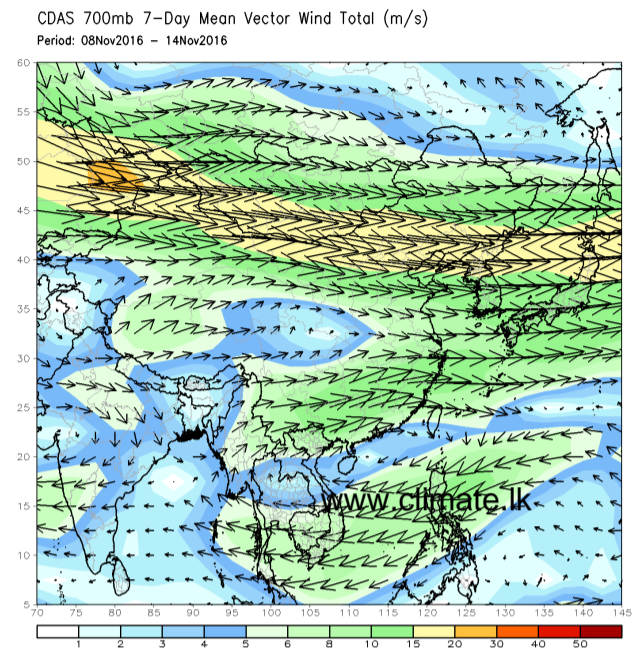 CDAS 700mb 7-Day Mean Vector Wind Total (m/s)
Period: 08Nov2016 - 14Nov2016
60
55
50
45
40
35
30
25
20
15
10
5
www.climate.lk
70 75 80 85 90 95 100 105 110 115 120 125 130 135 140 145
1 2 3 4 5 6 8 10 15 20 30 40 50